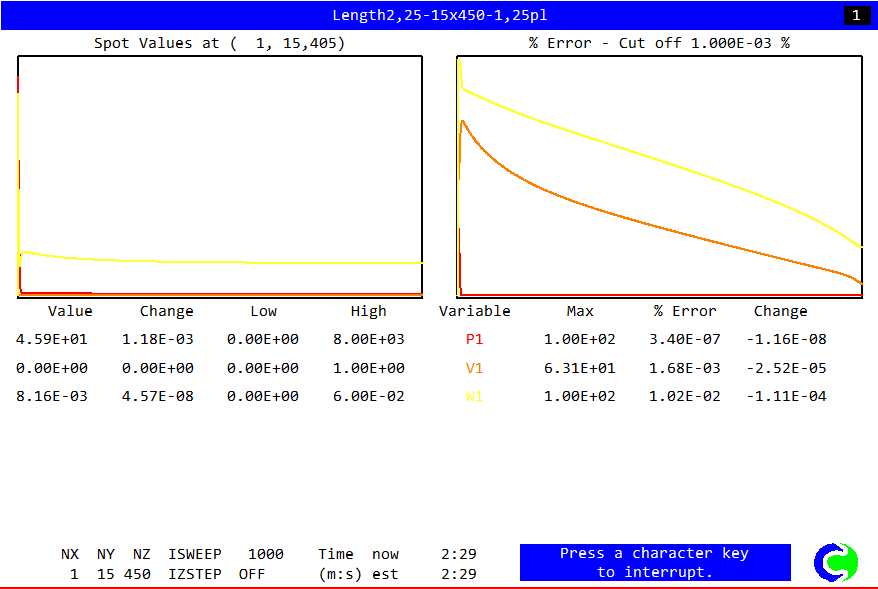 Length2,25-15x450-1,25pl 1
Spot Values at ( 1, 15,405) % Error - Cut off 1.000E-03 %
Value Change Low High Variable Max % Error Change
4.59E+01 1.18E-03 0.00E+00 8.00E+03 P1 1.00E+02 3.40E-07 -1.16E-08
0.00E+00 0.00E+00 0.00E+00 1.00E+00 V1 6.31E+01 1.68E-03 -2.52E-05
8.16E-03 4.57E-08 0.00E+00 6.00E-02 W1 1.00E+02 1.02E-02 -1.11E-04
NX NY NZ ISWEEP 1000 Time now 2:29 Press a character key
1 15 450 IZSTEP OFF (m:s) est 2:29 to interrupt.